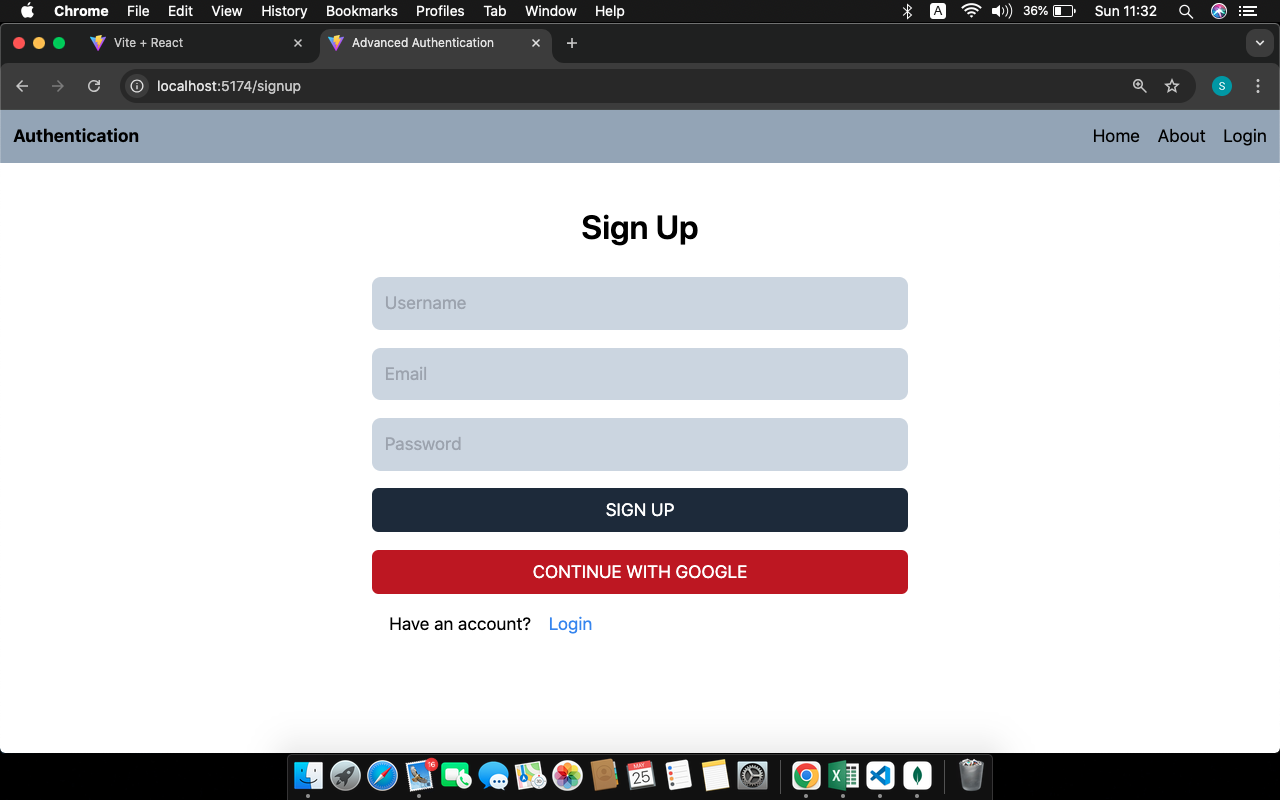 Chrome File Edit View History Bookmarks Profiles Tab Window Help A 36% Sun 11:32
Vite + React Advanced Authentication
localhost:5174/signup S
Authentication Home About Login
Sign Up
Username
Email
Password
SIGN UP
CONTINUE WITH GOOGLE
Have an account? Login
16 MAY 25